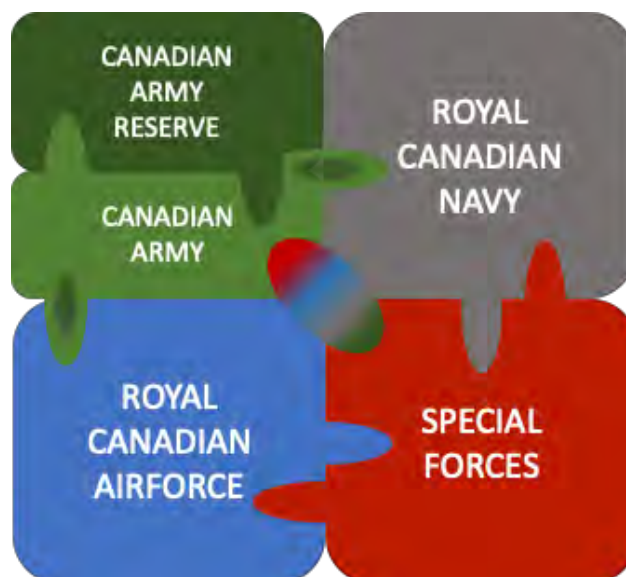 CANADIAN
ARMY
RESERVE
ROYAL
CANADIAN
NAVY
CANADIAN
ARMY
ROYAL
CANADIAN
AIRFORCE
SPECIAL
FORCES